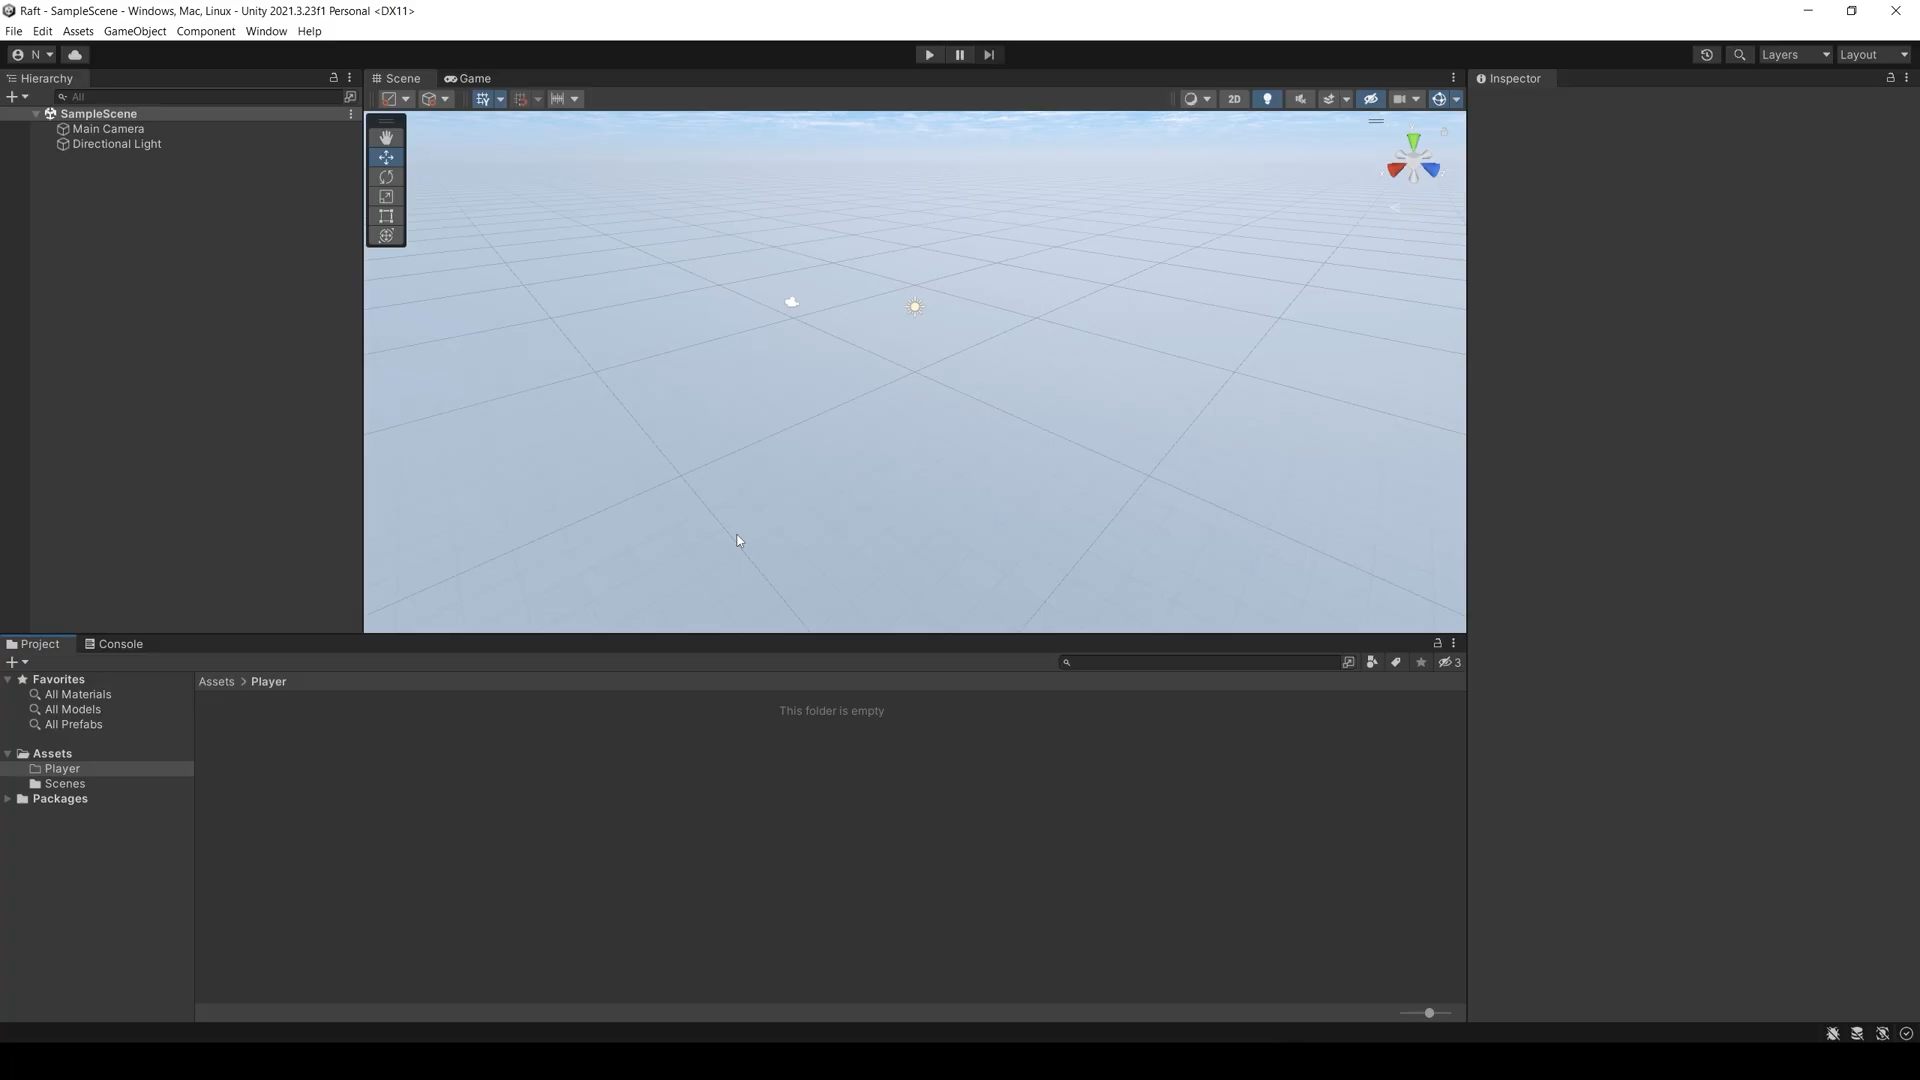 Raft - SampleScene - Windows, Mac, Linux - Unity 2021.3.23f1 Personal <DX11>
File Edit Assets GameObject Component Window Help
N Layers Layout
Hierarchy Scene Game Inspector
All 2D
SampleScene
Main Camera
Directional Light
Project Console
3
Favorites Assets > Player
All Materials
All Models This folder is empty
All Prefabs
Assets
Player
Scenes
Packages